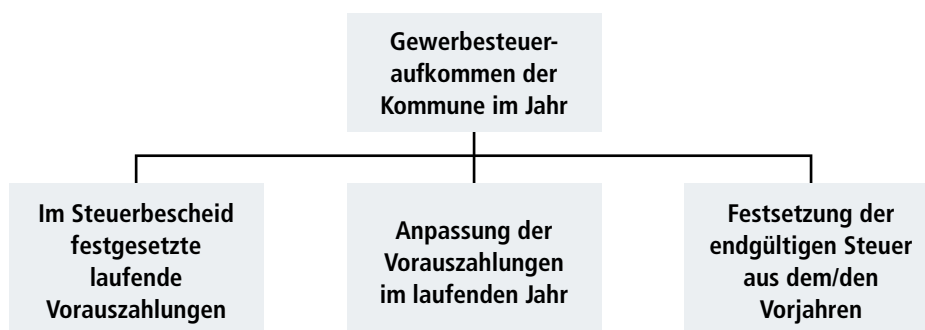 Gewerbesteuer-
aufkommen der
Kommune im Jahr
Im Steuerbescheid
festgesetzte
laufende
Vorauszahlungen
Anpassung der
Vorauszahlungen
im laufenden Jahr
Festsetzung der
endgültigen Steuer
aus dem/den
Vorjahren